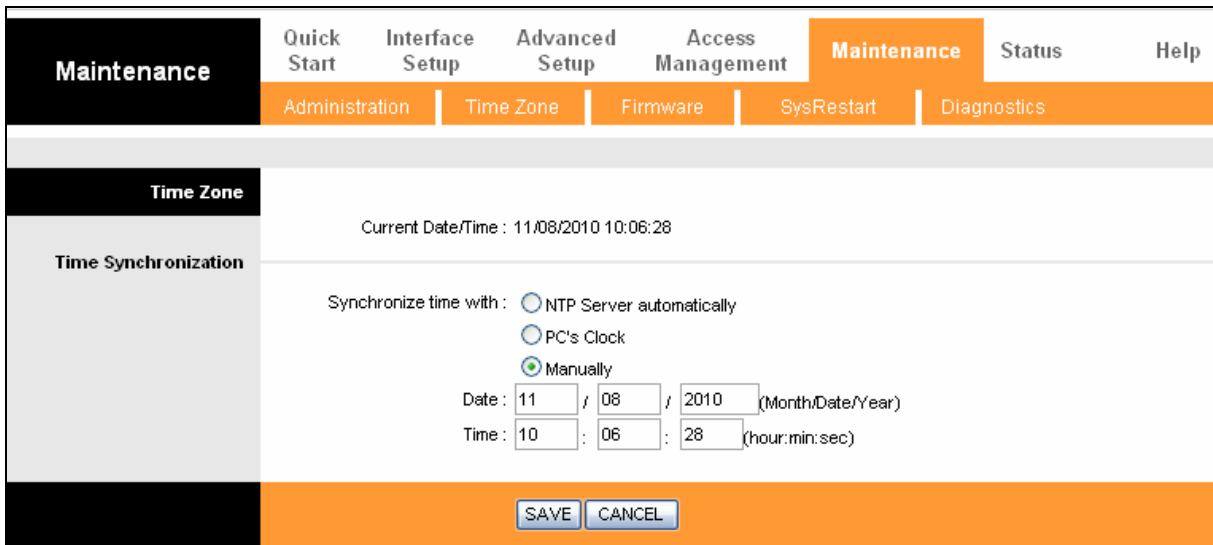 Maintenance
Quick Start
Interface Setup
Advanced Setup
Access Management
Maintenance
Status
Help
Administration
Time Zone
Firmware
SysRestart
Diagnostics
Time Zone
Current Date/Time : 11/08/2010 10:06:28
Time Synchronization
Synchronize time with : NTP Server automatically
PC's Clock
Manually
Date : 11 / 08 / 2010 (Month/Date/Year)
Time : 10 : 06 : 28 (hour:min:sec)
SAVE CANCEL